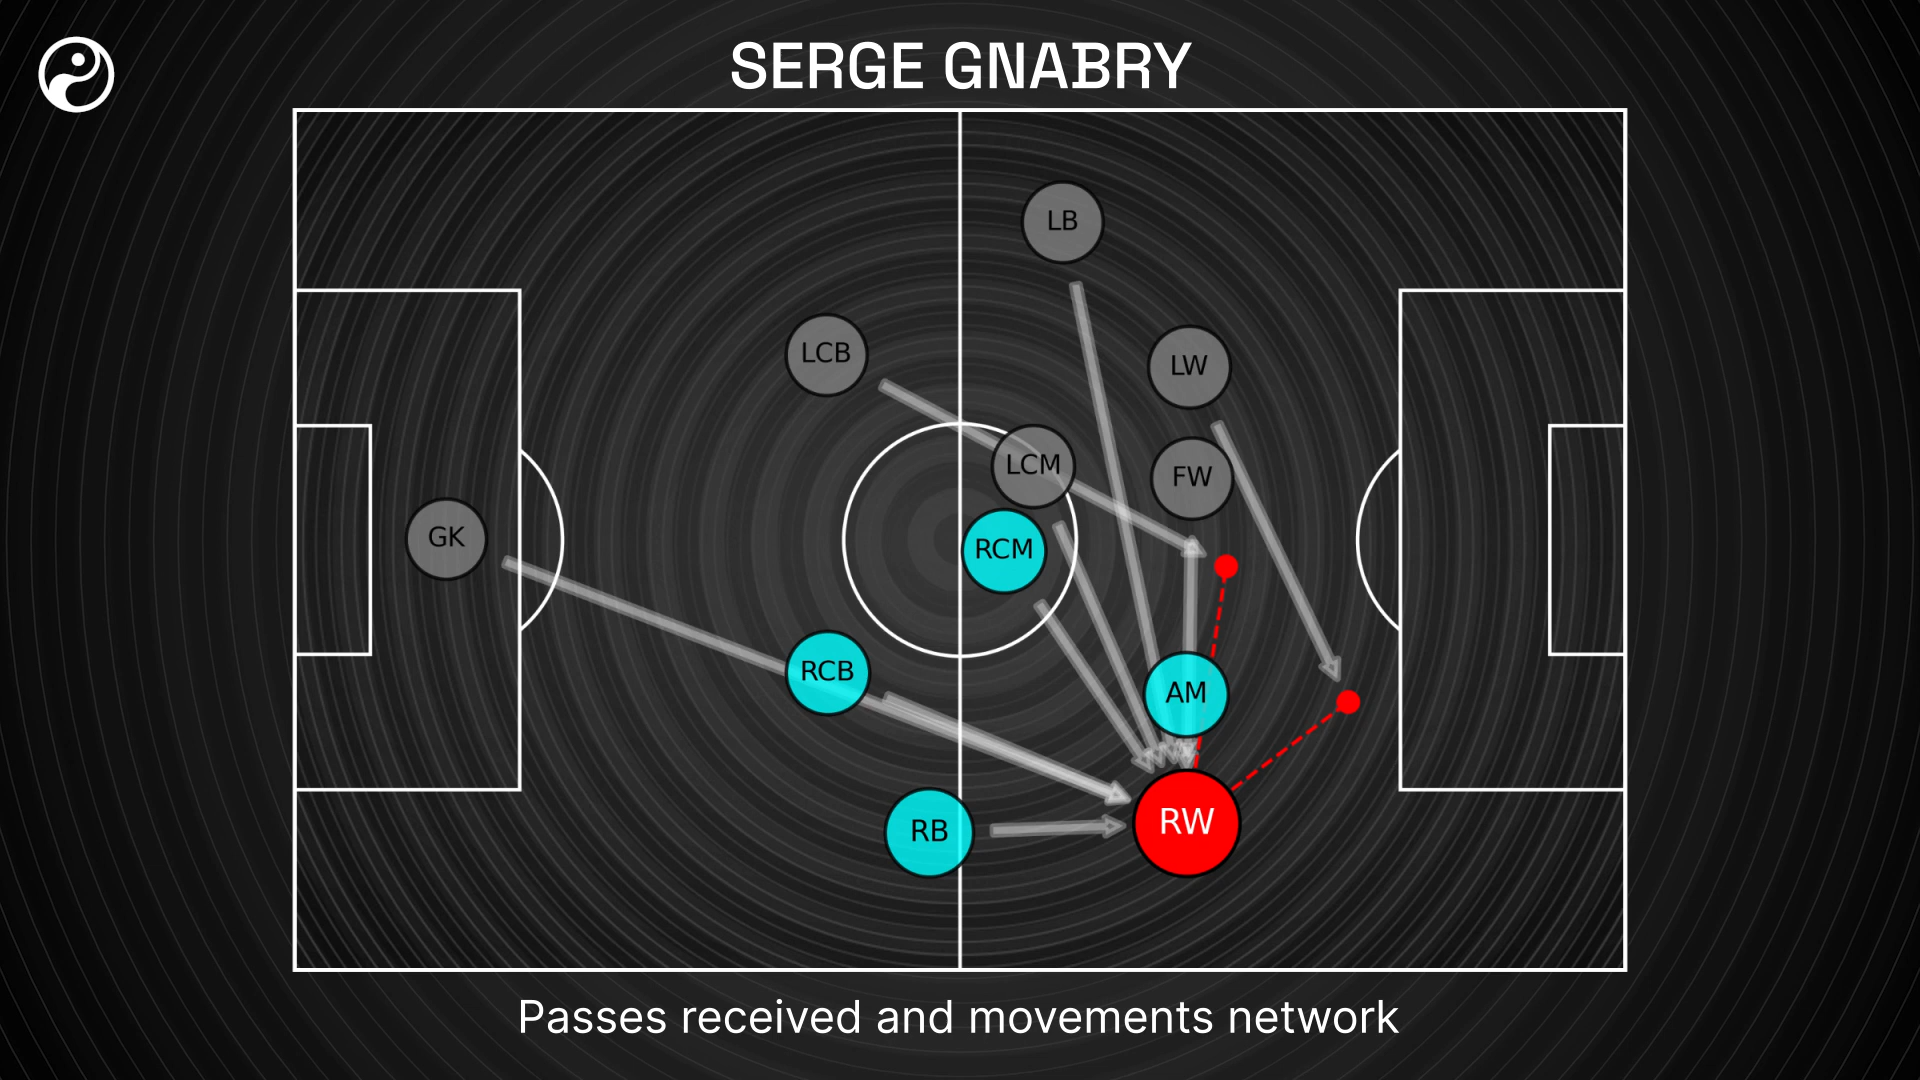 SERGE GNABRY
LB
LCB
LW
LCM
FW
GK
RCM
RCB
AM
RB
RW
Passes received and movements network